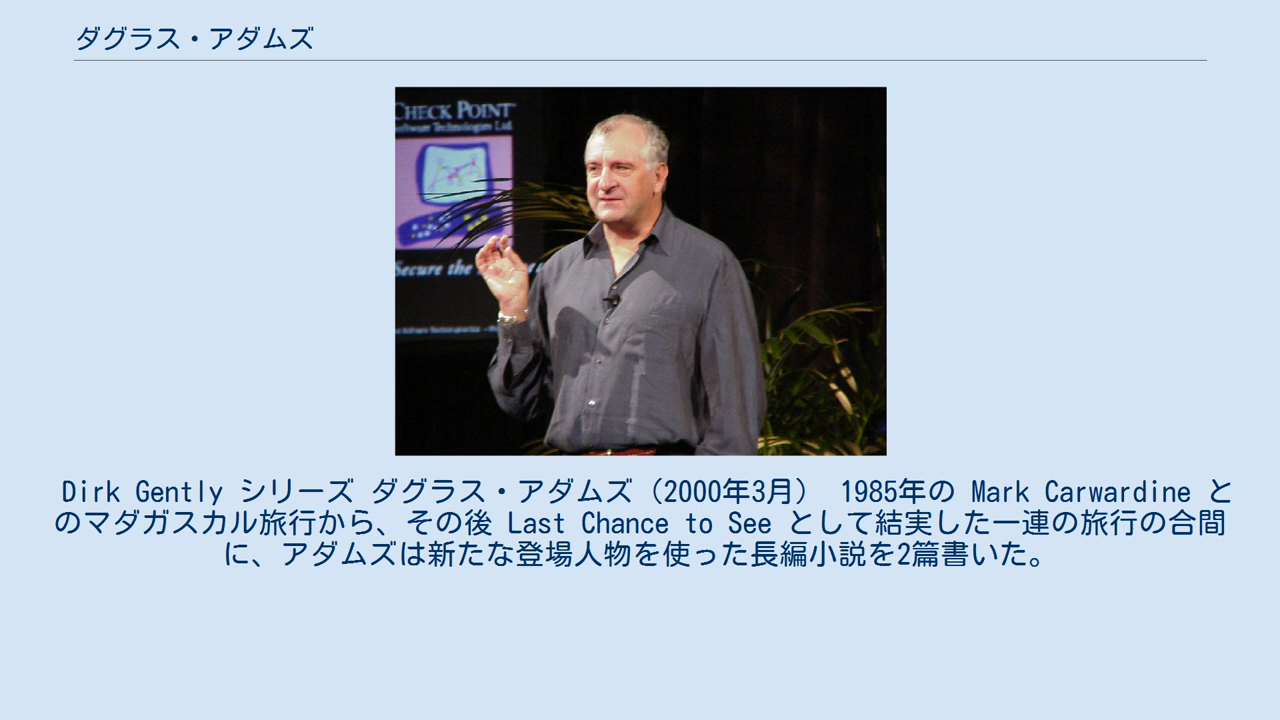 ダグラス・アダムズ
CHECK POINT
Software Technologies Ltd.
Secure the
Dirk Gently シリーズ ダグラス・アダムズ（2000年3月） 1985年の Mark Carwardine と
のマダガスカル旅行から、その後 Last Chance to See として結実した一連の旅行の合間
に、アダムズは新たな登場人物を使った長編小説を2篇書いた。